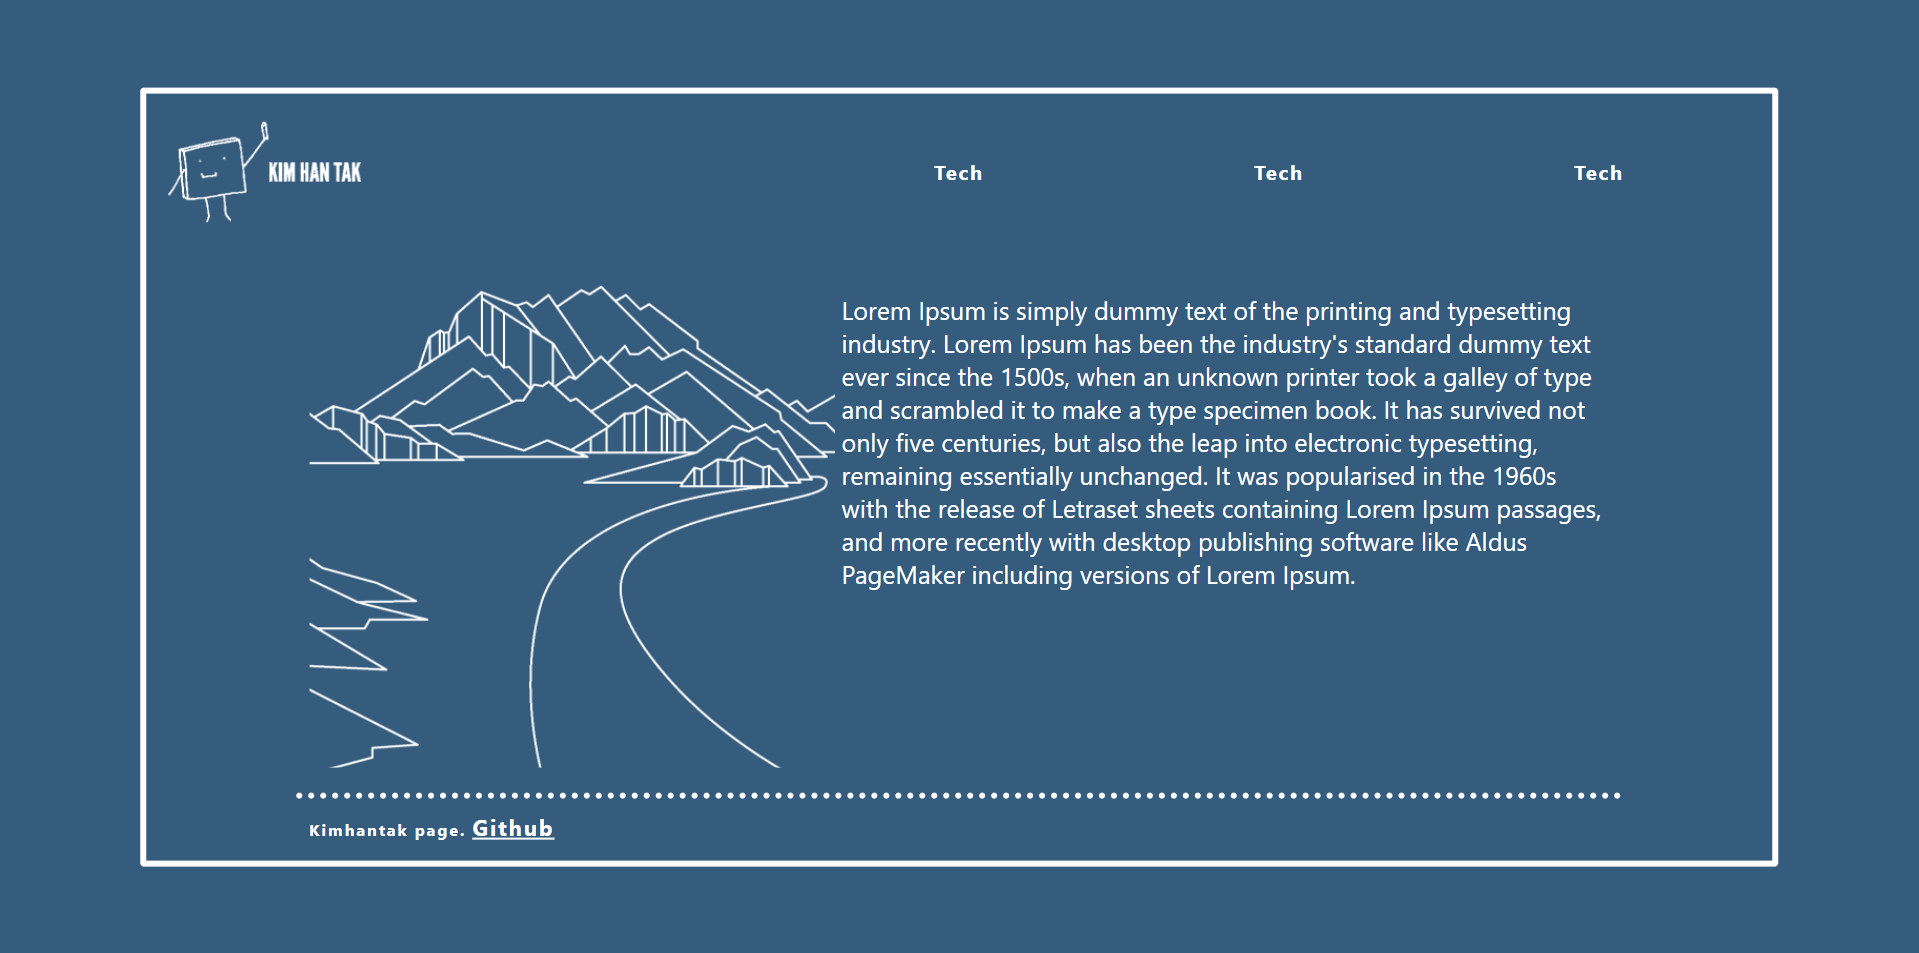 KIM HAN TAK
Tech
Tech
Tech
Lorem Ipsum is simply dummy text of the printing and typesetting
industry. Lorem Ipsum has been the industry's standard dummy text
ever since the 1500s, when an unknown printer took a galley of type
and scrambled it to make a type specimen book. It has survived not
only five centuries, but also the leap into electronic typesetting,
remaining essentially unchanged. It was popularised in the 1960s
with the release of Letraset sheets containing Lorem Ipsum passages,
and more recently with desktop publishing software like Aldus
PageMaker including versions of Lorem Ipsum.
Kimhantak page. Github